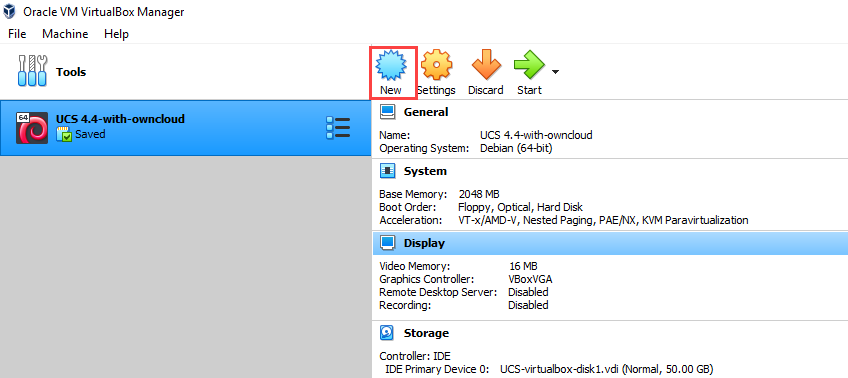 Oracle VM VirtualBox Manager
File Machine Help
Tools
New Settings Discard Start
64 UCS 4.4-with-owncloud
Saved
General
Name: UCS 4.4-with-owncloud
Operating System: Debian (64-bit)
System
Base Memory: 2048 MB
Boot Order: Floppy, Optical, Hard Disk
Acceleration: VT-x/AMD-V, Nested Paging, PAE/NX, KVM Paravirtualization
Display
Video Memory: 16 MB
Graphics Controller: VBoxVGA
Remote Desktop Server: Disabled
Recording: Disabled
Storage
Controller: IDE
IDE Primary Device 0: UCS-virtualbox-disk1.vdi (Normal, 50.00 GB)